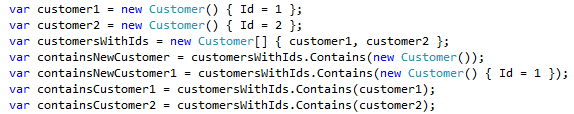 var customer1 = new Customer() { Id = 1 };
var customer2 = new Customer() { Id = 2 };
var customersWithIds = new Customer[] { customer1, customer2 };
var containsNewCustomer = customersWithIds.Contains(new Customer());
var containsNewCustomer1 = customersWithIds.Contains(new Customer() { Id = 1 });
var containsCustomer1 = customersWithIds.Contains(customer1);
var containsCustomer2 = customersWithIds.Contains(customer2);